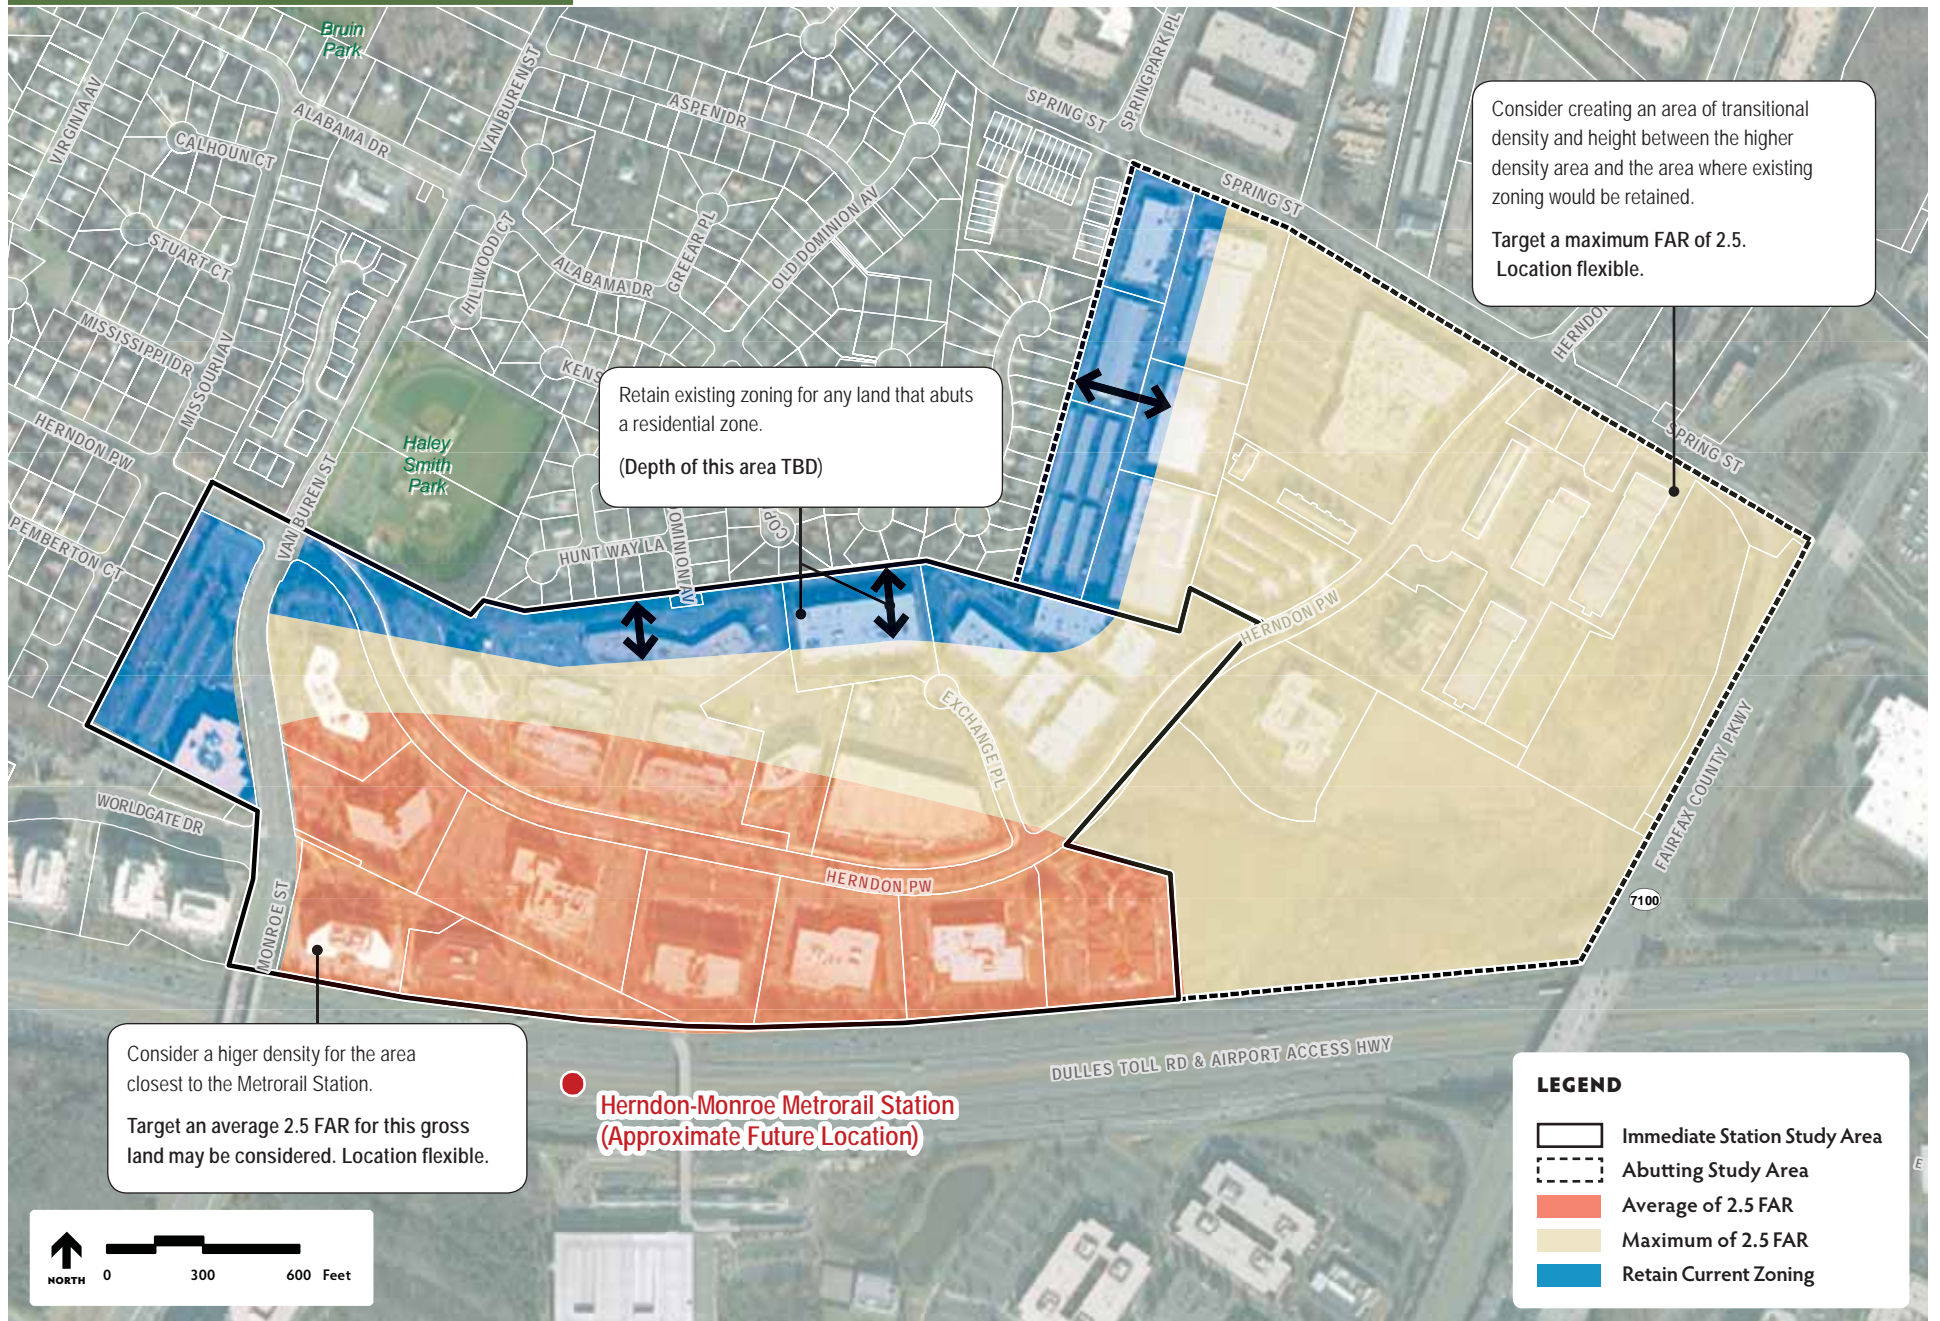 Bruin
Park
VIRGINIA AV
CALHOUN CT
ALABAMA DR
VAN BUREN ST
ASPEN DR
SPRING ST
SPRINGPARK PL
STUART CT
HILLWOOD CT
ALABAMA DR
GREEAR PL
OLD DOMINION AV
SPRING ST
Consider creating an area of transitional
density and height between the higher
density area and the area where existing
zoning would be retained.
Target a maximum FAR of 2.5.
Location flexible.
MISSISSIPPI DR
MISSOURI AV
KENS
HERNDO
HERNDON PW
Haley
Smith
Park
VAN BUREN ST
Retain existing zoning for any land that abuts
a residential zone.
(Depth of this area TBD)
SPRING ST
PEMBERTON CT
HUNT WAY LA
OMINION AV
COP
HERNDON PW
EXCHANGE PL
FAIRFAX COUNTY PKWY
7100
WORLDGATE DR
HERNDON PW
MONROE ST
Consider a higer density for the area
closest to the Metrorail Station.
Target an average 2.5 FAR for this gross
land may be considered. Location flexible.
Herndon-Monroe Metrorail Station
(Approximate Future Location)
DULLES TOLL RD & AIRPORT ACCESS HWY
LEGEND
Immediate Station Study Area
Abutting Study Area
Average of 2.5 FAR
Maximum of 2.5 FAR
Retain Current Zoning
E
NORTH
0 300 600 Feet